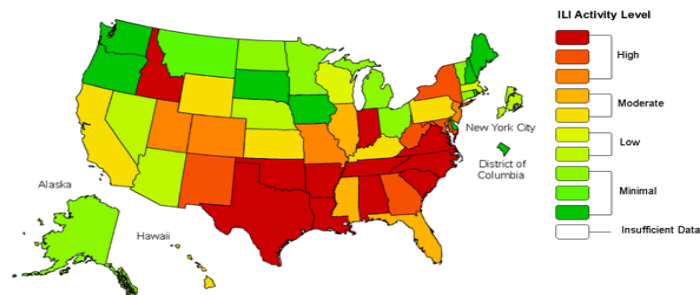 ILI Activity Level
High
Moderate
Low
Minimal
Insufficient Data
New York City
District of
Columbia
Alaska
Hawaii